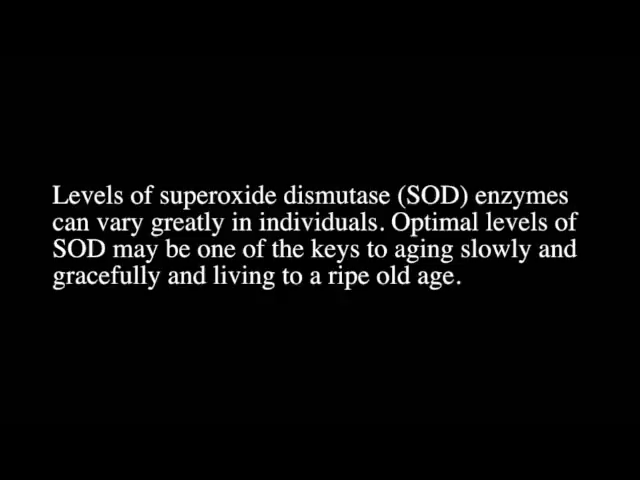 Levels of superoxide dismutase (SOD) enzymes
can vary greatly in individuals. Optimal levels of
SOD may be one of the keys to aging slowly and
gracefully and living to a ripe old age.